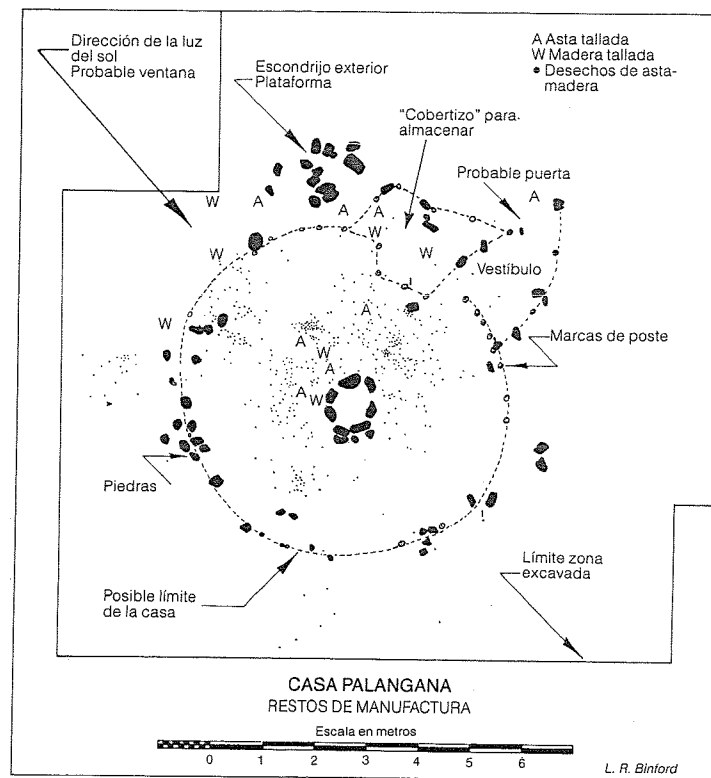 Dirección de la luz
del sol
Probable ventana
Escondrijo exterior
Plataforma
A Asta tallada
W Madera tallada
Desechos de asta-
madera
"Cobertizo" para
almacenar
Probable puerta
A
W
A
A
A
W
W
W
Vestíbulo
W
A
Marcas de poste
A
W
A
A
W
Piedras
Posible límite
de la casa
Límite zona
excavada
CASA PALANGANA
RESTOS DE MANUFACTURA
Escala en metros
0 1 2 3 4 5 6
L. R. Binford